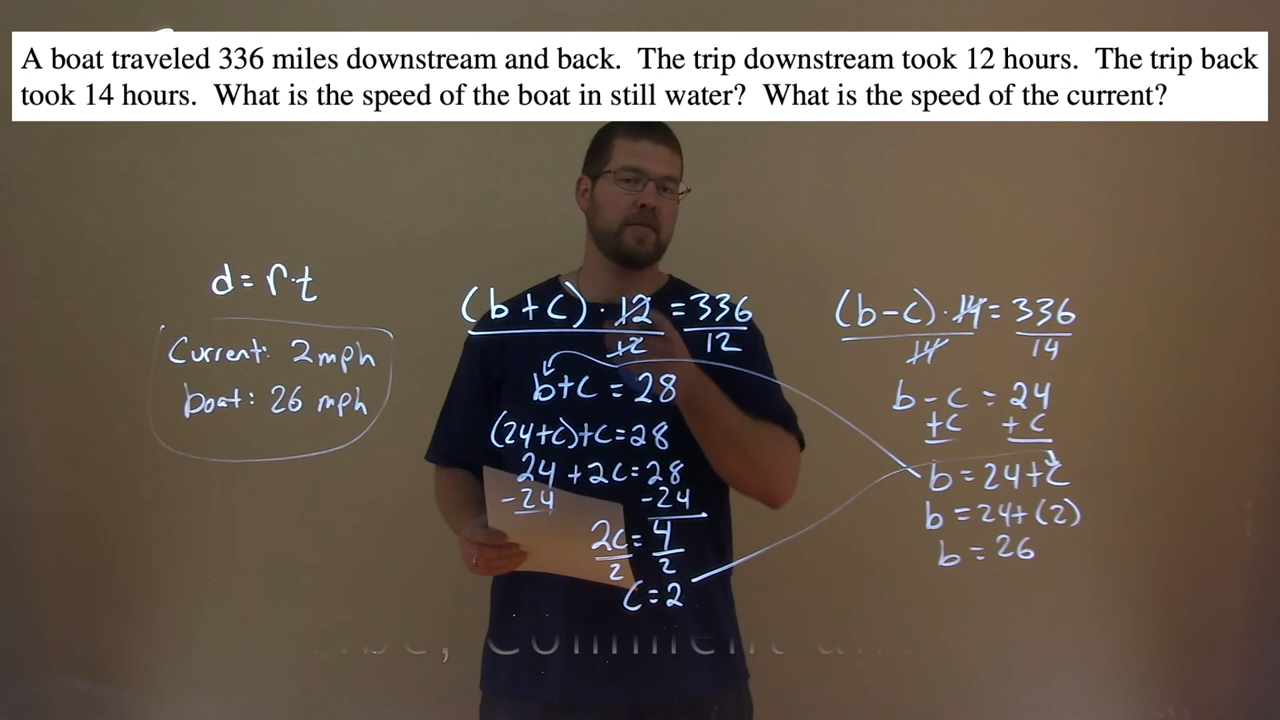 A boat traveled 336 miles downstream and back. The trip downstream took 12 hours. The trip back
took 14 hours. What is the speed of the boat in still water? What is the speed of the current?
d=r·t
Current: 2mph
boat: 26 mph
(b+c)·12=336
12 12
b+c=28
(24+c)+c=28
24+2c=28
-24 -24
2c=4
2 2
c=2
(b-c)·14=336
14 14
b-c=24
+c +c
b=24+c
b=24+(2)
b=26